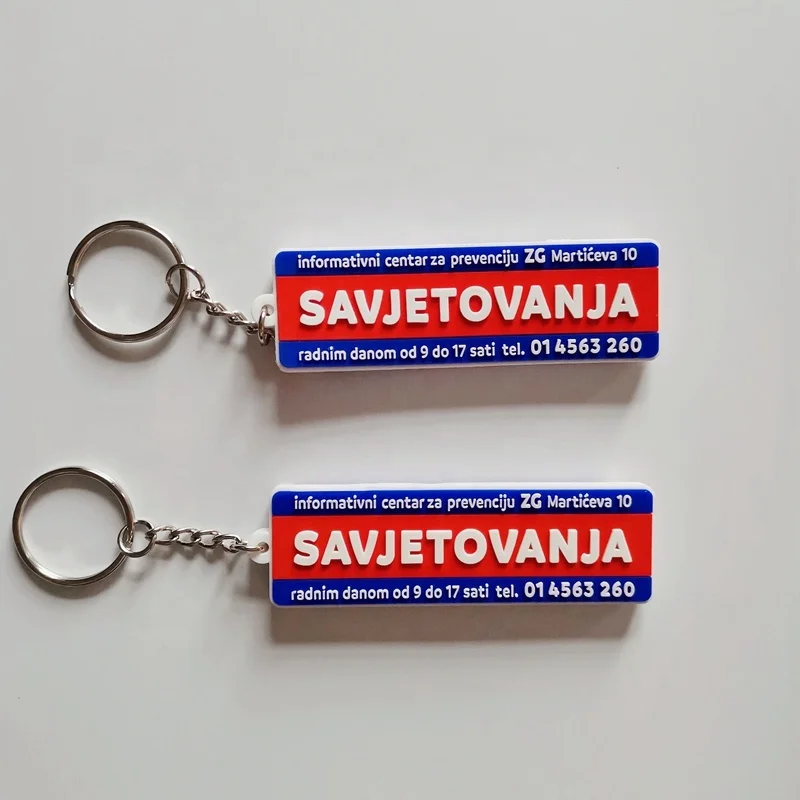 informativni centar za prevenciju ZG Martićeva 10
SAVJETOVANJA
radnim danom od 9 do 17 sati tel. 01 4563 260
informativni centar za prevenciju ZG Martićeva 10
SAVJETOVANJA
radnim danom od 9 do 17 sati tel. 01 4563 260